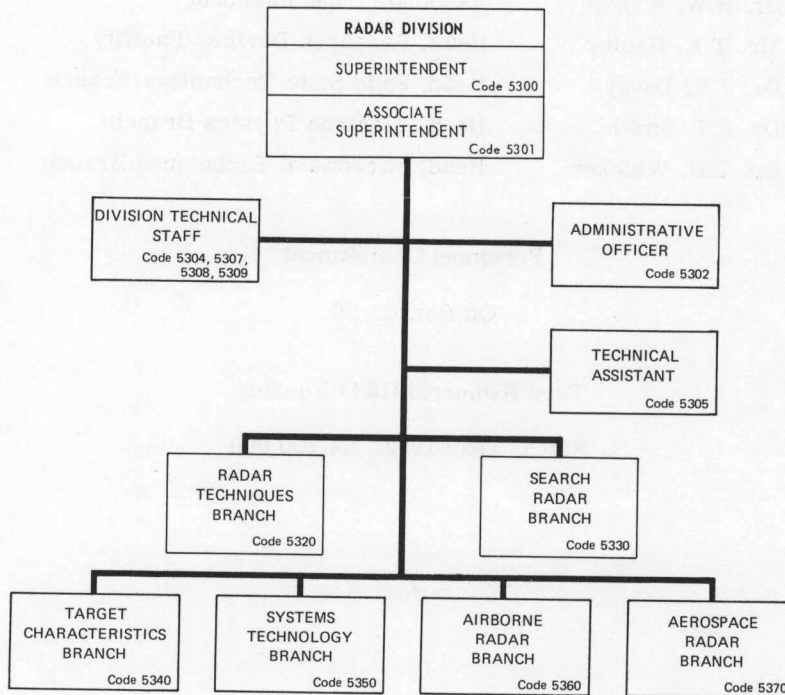 RADAR DIVISION
SUPERINTENDENT
Code 5300
ASSOCIATE
SUPERINTENDENT
Code 5301
DIVISION TECHNICAL
STAFF
Code 5304, 5307,
5308, 5309
ADMINISTRATIVE
OFFICER
Code 5302
TECHNICAL
ASSISTANT
Code 5305
RADAR
TECHNIQUES
BRANCH
Code 5320
SEARCH
RADAR
BRANCH
Code 5330
TARGET
CHARACTERISTICS
BRANCH
Code 5340
SYSTEMS
TECHNOLOGY
BRANCH
Code 5350
AIRBORNE
RADAR
BRANCH
Code 5360
AEROSPACE
RADAR
BRANCH
Code 5370